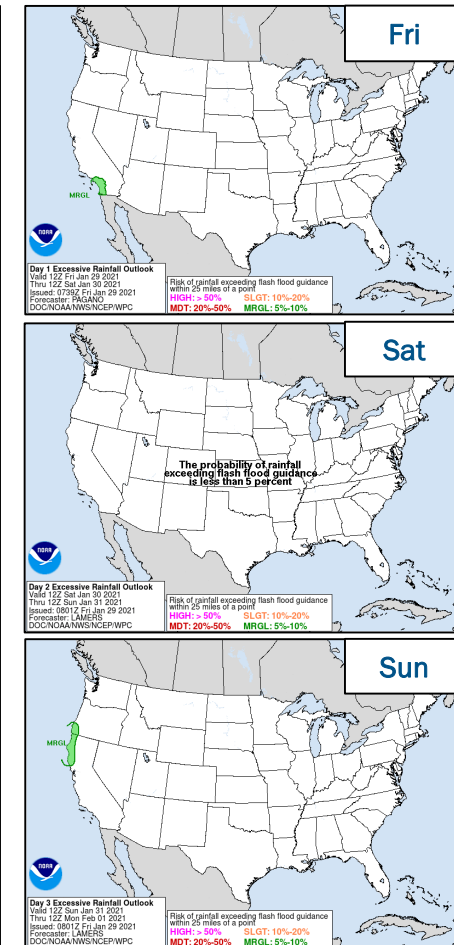 Fri
MRGL
NOAA
Day 1 Excessive Rainfall Outlook
Valid 12Z Fri Jan 29 2021
Thru 12Z Sat Jan 30 2021
Issued: 0739Z Fri Jan 29 2021
Forecaster: PAGANO
DOC/NOAA/NWS/NCEP/WPC
Risk of rainfall exceeding flash flood guidance
within 25 miles of a point
HIGH: > 50% SLGT: 10%-20%
MDT: 20%-50% MRGL: 5%-10%
Sat
The probability of rainfall
exceeding flash flood guidance
is less than 5 percent
NOAA
Day 2 Excessive Rainfall Outlook
Valid 12Z Sat Jan 30 2021
Thru 12Z Sun Jan 31 2021
Issued: 0801Z Fri Jan 29 2021
Forecaster: LAMERS
DOC/NOAA/NWS/NCEP/WPC
Risk of rainfall exceeding flash flood guidance
within 25 miles of a point
HIGH: > 50% SLGT: 10%-20%
MDT: 20%-50% MRGL: 5%-10%
Sun
MRGL
NOAA
Day 3 Excessive Rainfall Outlook
Valid 12Z Sun Jan 31 2021
Thru 12Z Mon Feb 01 2021
Issued: 0801Z Fri Jan 29 2021
Forecaster: LAMERS
DOC/NOAA/NWS/NCEP/WPC
Risk of rainfall exceeding flash flood guidance
within 25 miles of a point
HIGH: > 50% SLGT: 10%-20%
MDT: 20%-50% MRGL: 5%-10%